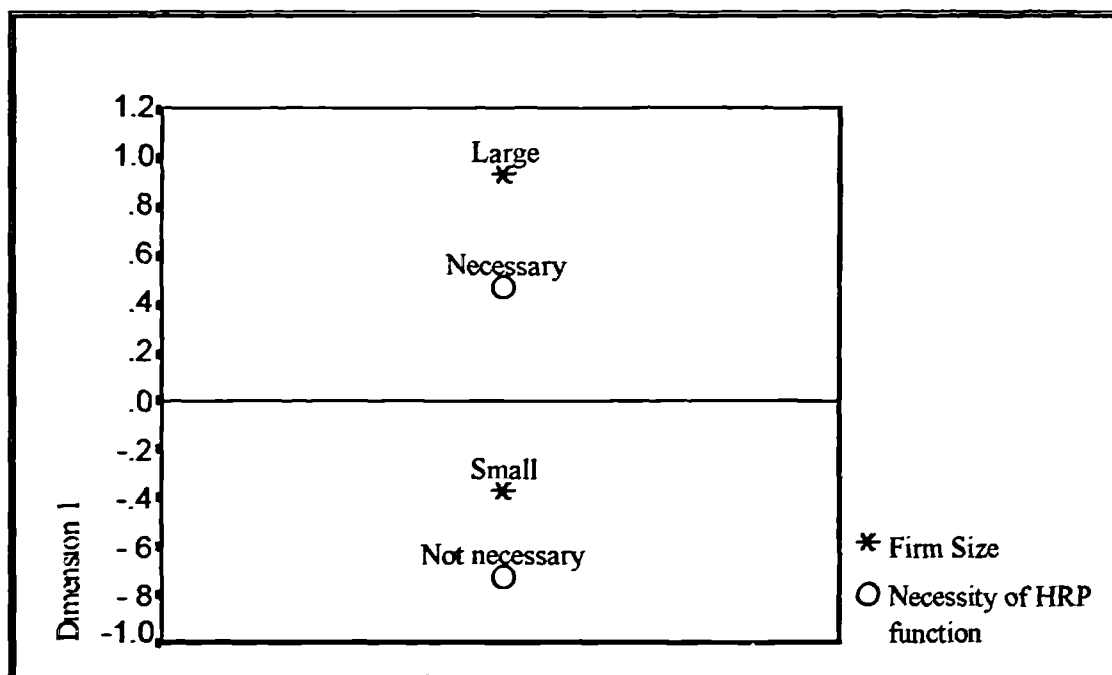 1.2
1.0
.8
.6
.4
.2
.0
-.2
-.4
-.6
-.8
-1.0
Dimension 1
Large
Necessary
Small
Not necessary
Firm Size
Necessity of HRP
function